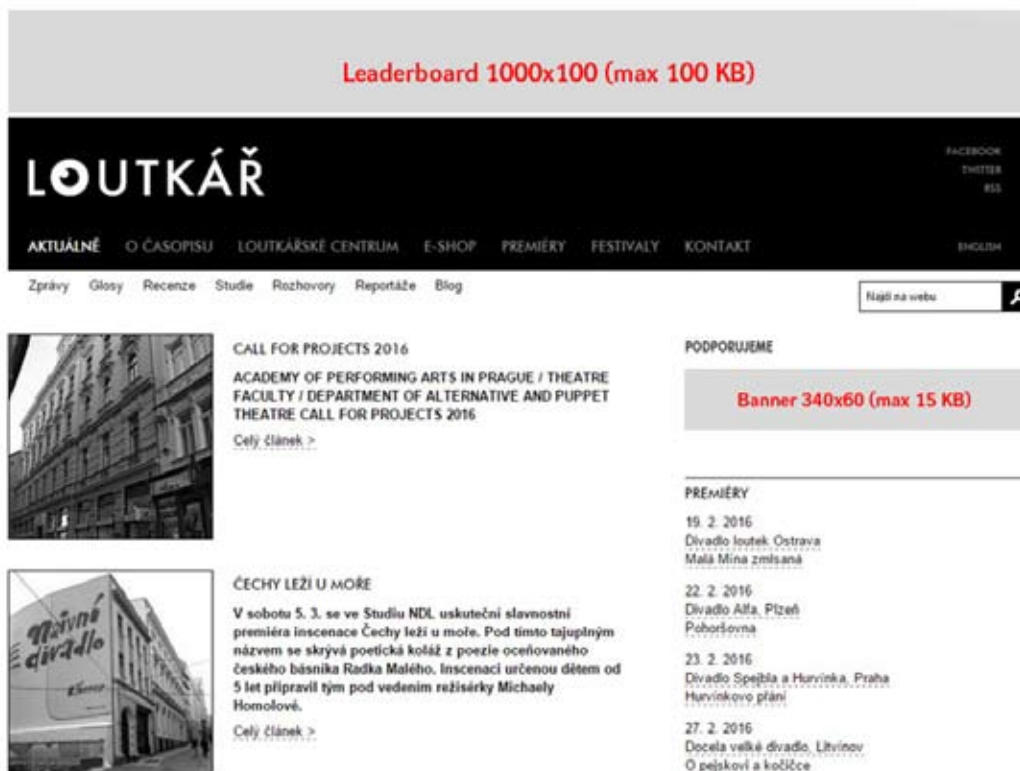 Leaderboard 1000x100 (max 100 KB)
LOUTKÁŘ
FACEBOOK
TWITTER
RSS
AKTUÁLNĚ O ČASOPISU LOUTKÁŘSKÉ CENTRUM E-SHOP PREMIÉRY FESTIVALY KONTAKT
ENGLISH
Zprávy Glosy Recenze Studie Rozhovory Reportáže Blog
Najdi na webu
CALL FOR PROJECTS 2016
ACADEMY OF PERFORMING ARTS IN PRAGUE / THEATRE
FACULTY / DEPARTMENT OF ALTERNATIVE AND PUPPET
THEATRE CALL FOR PROJECTS 2016
Celý článek >
Naivní
divadlo
ČECHY LEŽÍ U MOŘE
V sobotu 5. 3. se ve Studiu NDL uskuteční slavnostní
premiéra inscenace Čechy leží u moře. Pod tímto tajuplným
názvem se skrývá poetická koláž z poezie oceňovaného
českého básníka Radka Malého. Inscenaci určenou dětem od
5 let připravil tým pod vedením režisérky Michaely
Homolové.
Celý článek >
PODPORUJEME
Banner 340x60 (max 15 KB)
PREMIÉRY
19. 2. 2016
Divadlo loutek Ostrava
Malá Mína zmlsaná
22. 2. 2016
Divadlo Alfa, Plzeň
Pohoršovna
23. 2. 2016
Divadlo Spejbla a Hurvínka, Praha
Hurvínkovo přání
27. 2. 2016
Docela velké divadlo, Litvínov
O pejskovi a kočičce